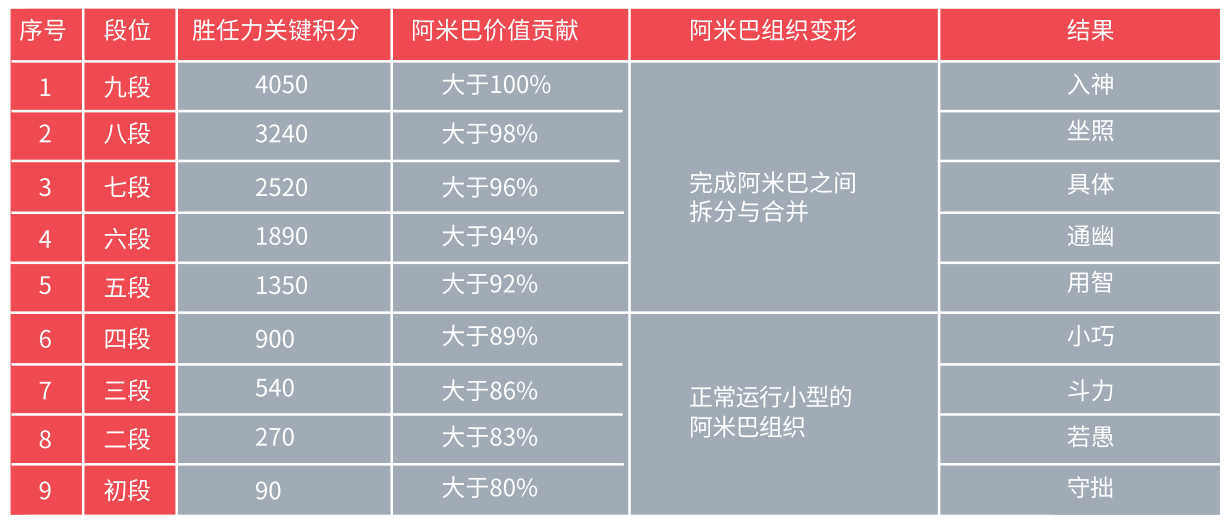 序号 段位 胜任力关键积分 阿米巴价值贡献 阿米巴组织变形 结果
1 九段 4050 大于100% 入神
2 八段 3240 大于98% 坐照
3 七段 2520 大于96% 具体
完成阿米巴之间
拆分与合并
4 六段 1890 大于94% 通幽
5 五段 1350 大于92% 用智
6 四段 900 大于89% 小巧
7 三段 540 大于86% 斗力
正常运行小型的
阿米巴组织
8 二段 270 大于83% 若愚
9 初段 90 大于80% 守拙